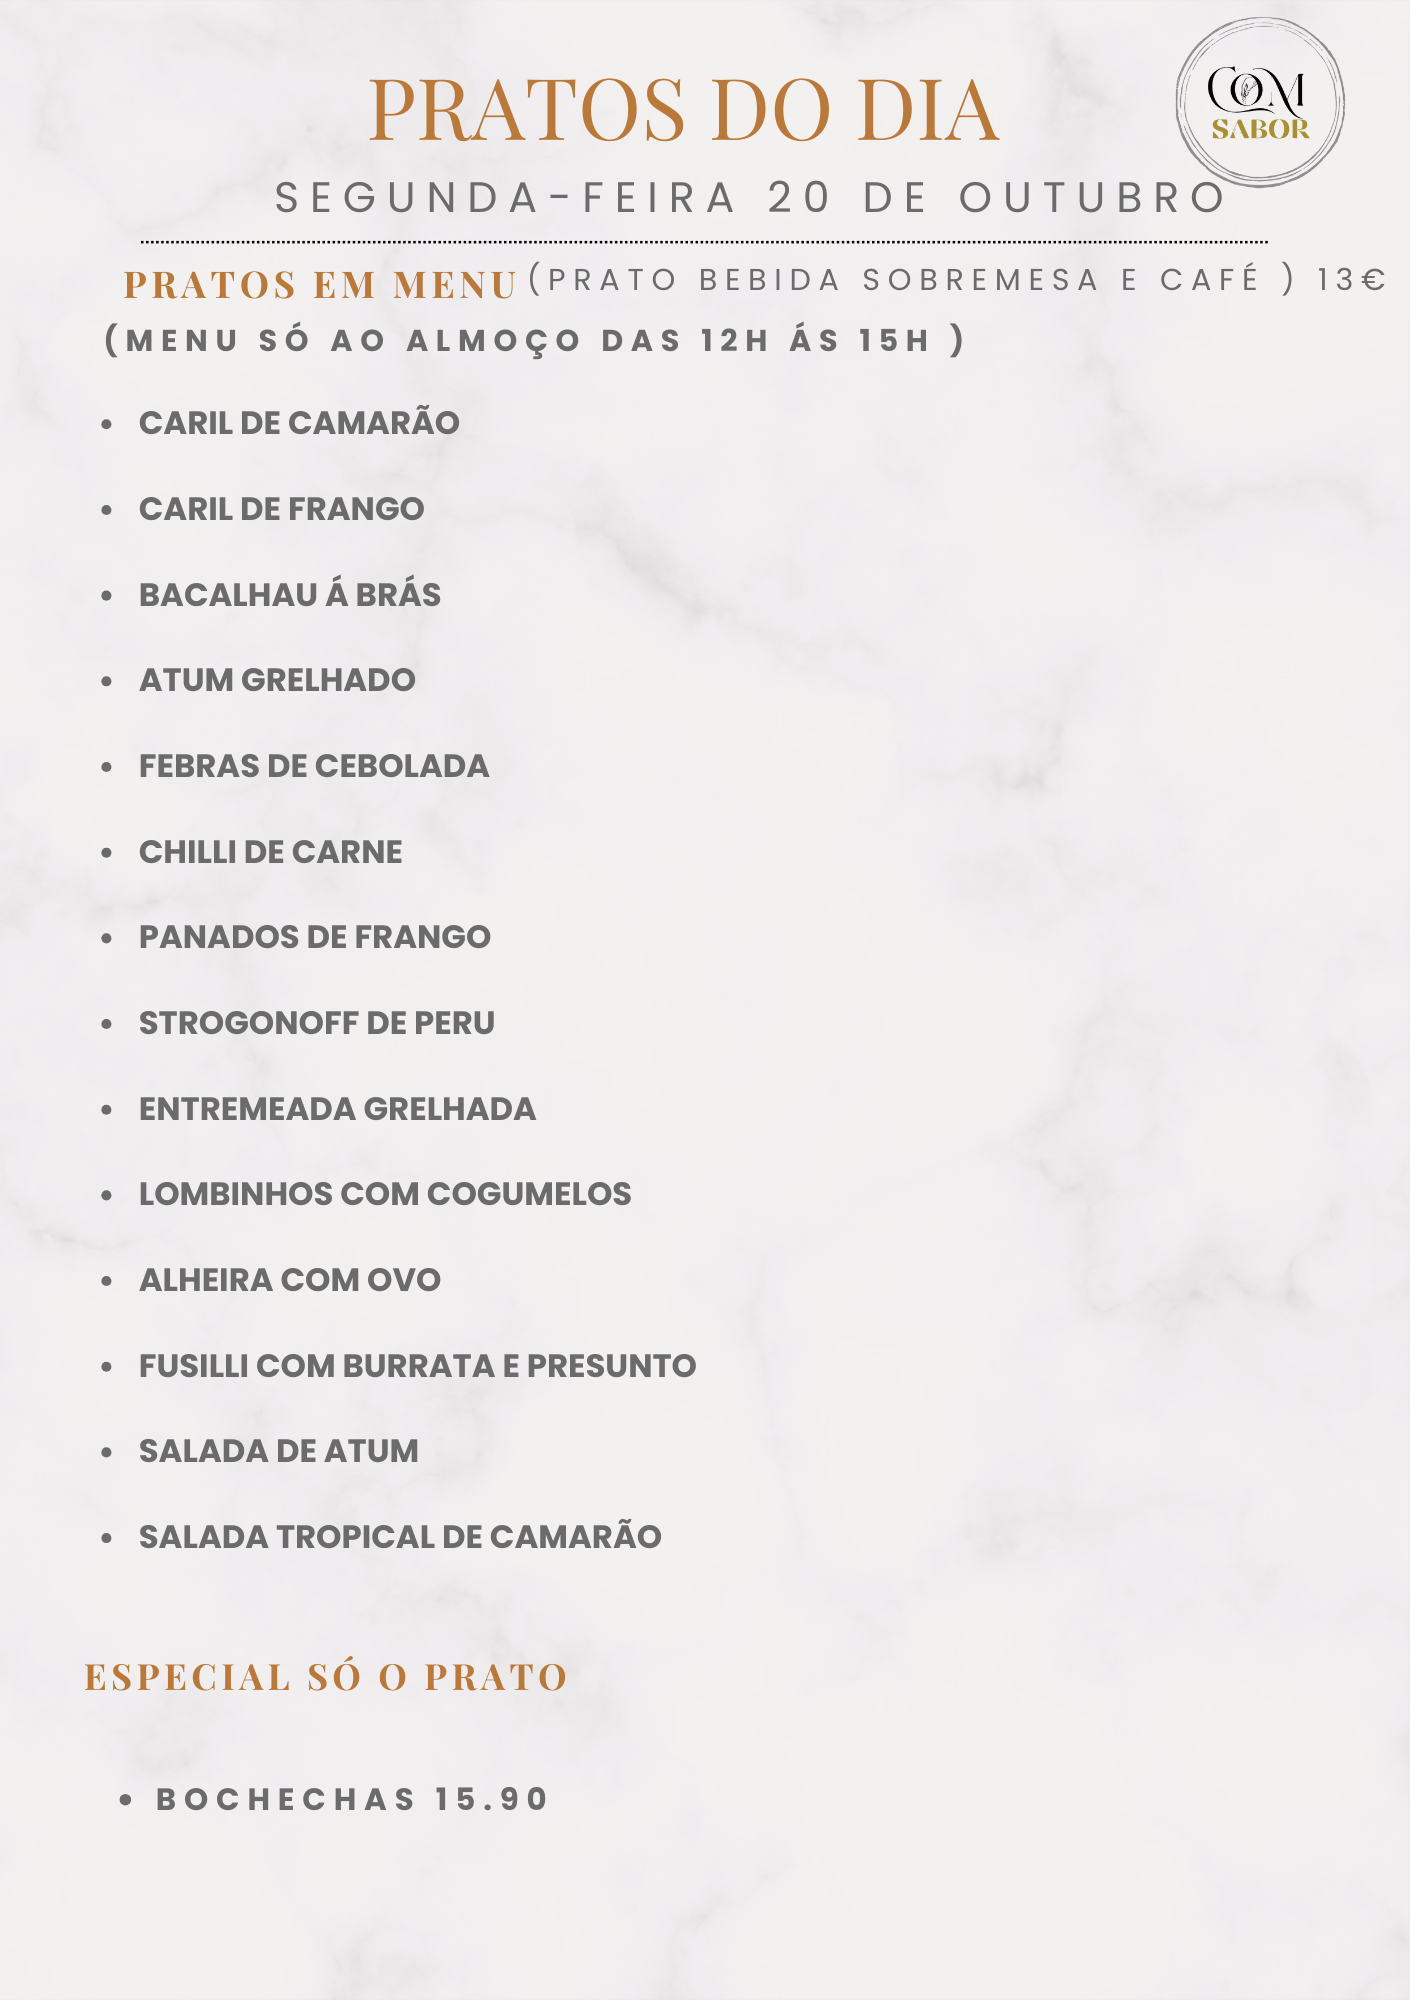 COM
SABOR
PRATOS DO DIA
SEGUNDA-FEIRA 20 DE OUTUBRO
PRATOS EM MENU (PRATO BEBIDA SOBREMESA E CAFÉ ) 13€
(MENU SÓ AO ALMOÇO DAS 12H ÁS 15H )
• CARIL DE CAMARÃO
• CARIL DE FRANGO
• BACALHAU Á BRÁS
• ATUM GRELHADO
• FEBRAS DE CEBOLADA
• CHILLI DE CARNE
• PANADOS DE FRANGO
• STROGONOFF DE PERU
• ENTREMEADA GRELHADA
• LOMBINHOS COM COGUMELOS
• ALHEIRA COM OVO
• FUSILLI COM BURRATA E PRESUNTO
• SALADA DE ATUM
• SALADA TROPICAL DE CAMARÃO
ESPECIAL SÓ O PRATO
• BOCHECHAS 15.90